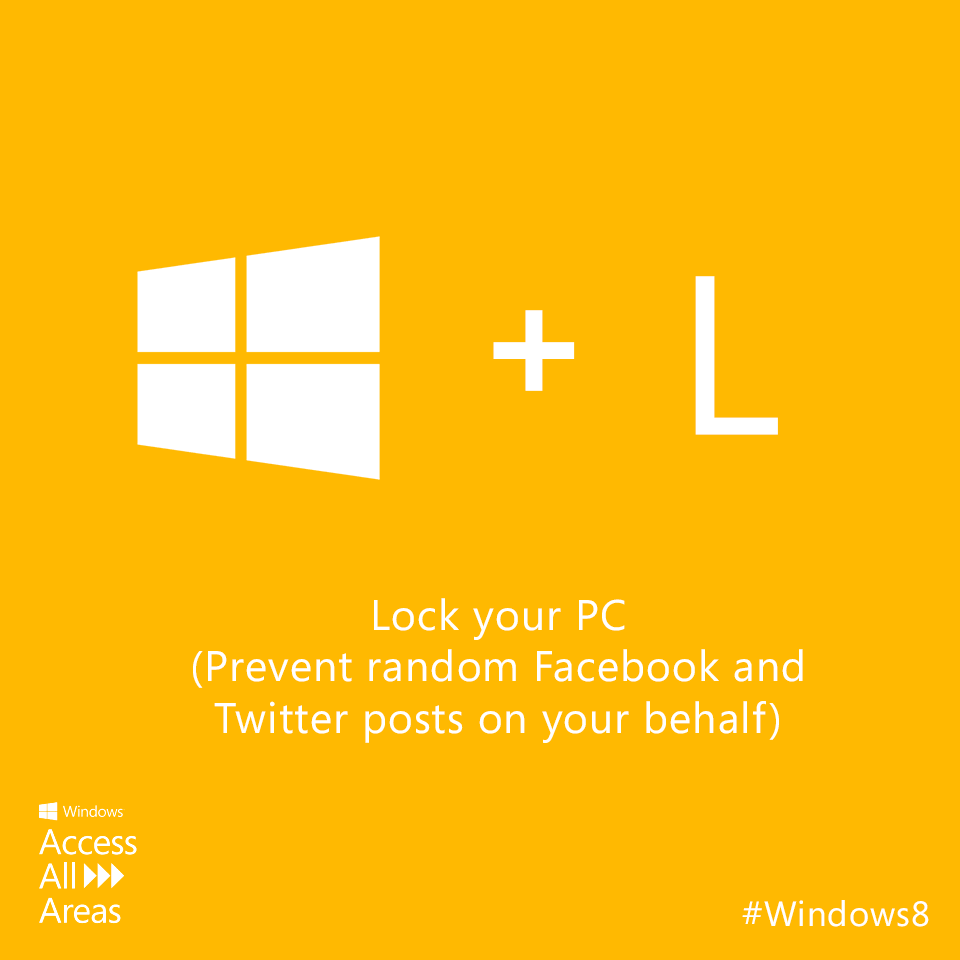 + L
Lock your PC
(Prevent random Facebook and
Twitter posts on your behalf)
Windows
Access
All
Areas
#Windows8